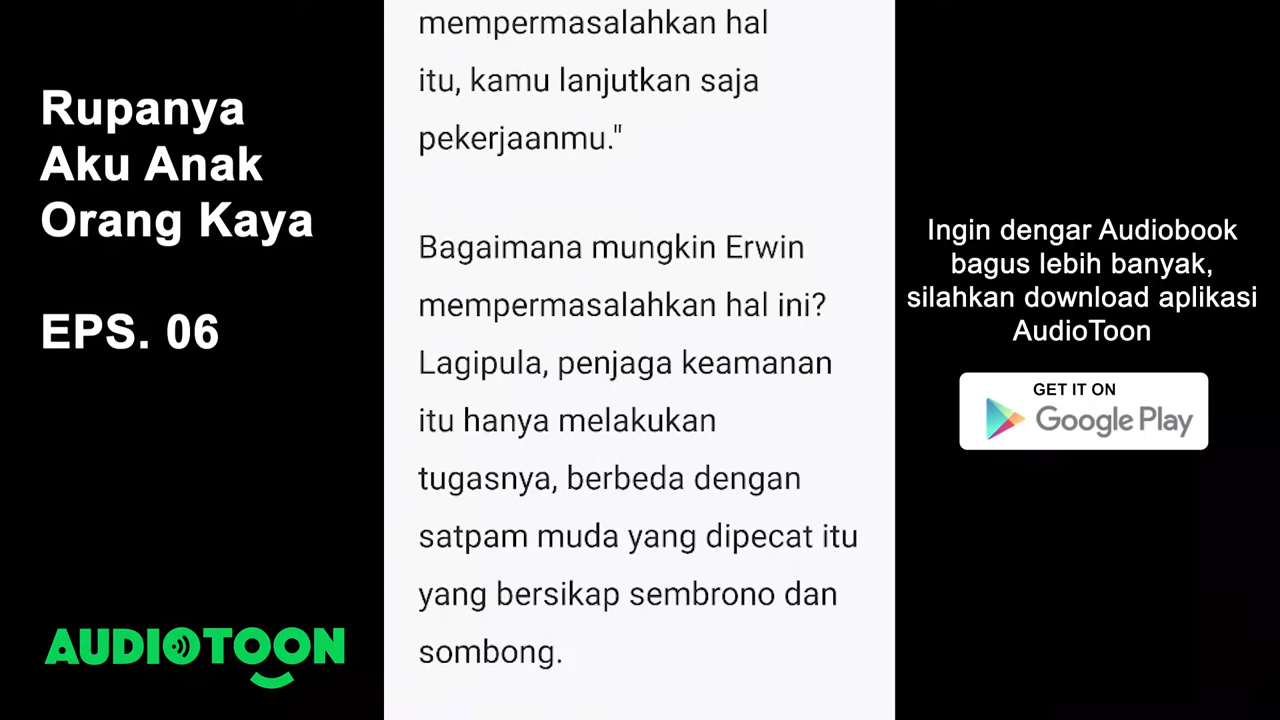 Rupanya
Aku Anak
Orang Kaya
EPS. 06
AUDIOTOON
mempermasalahkan hal
itu, kamu lanjutkan saja
pekerjaanmu."
Bagaimana mungkin Erwin
mempermasalahkan hal ini?
Lagipula, penjaga keamanan
itu hanya melakukan
tugasnya, berbeda dengan
satpam muda yang dipecat itu
yang bersikap sembrono dan
sombong.
Ingin dengar Audiobook
bagus lebih banyak,
silahkan download aplikasi
AudioToon
GET IT ON
Google Play